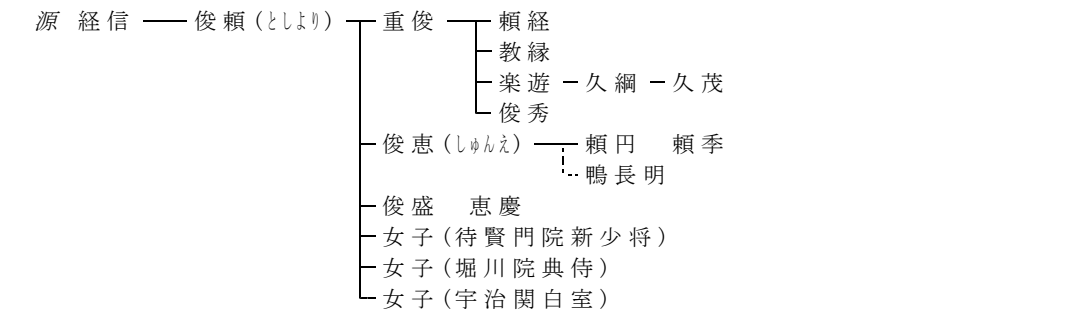 源 経信 ─── 俊頼(としより) ┬ 重俊 ─┬ 頼経
├ 教縁
├ 楽遊 ─ 久綱 ─ 久茂
└ 俊秀
├ 俊恵(しゅんえ) ─┬─ 頼円 頼季
└ 鴨長明
├ 俊盛 恵慶
├ 女子(待賢門院新少将)
├ 女子(堀川院典侍)
└ 女子(宇治関白室)